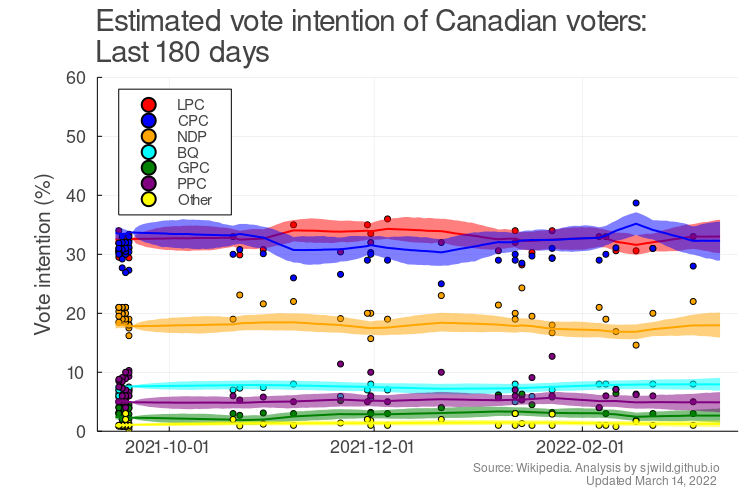 Estimated vote intention of Canadian voters:
Last 180 days
Vote intention (%)
60
50
40
30
20
10
0
LPC
CPC
NDP
BQ
GPC
PPC
Other
2021-10-01
2021-12-01
2022-02-01
Source: Wikipedia. Analysis by sjwild.github.io
Updated March 14, 2022